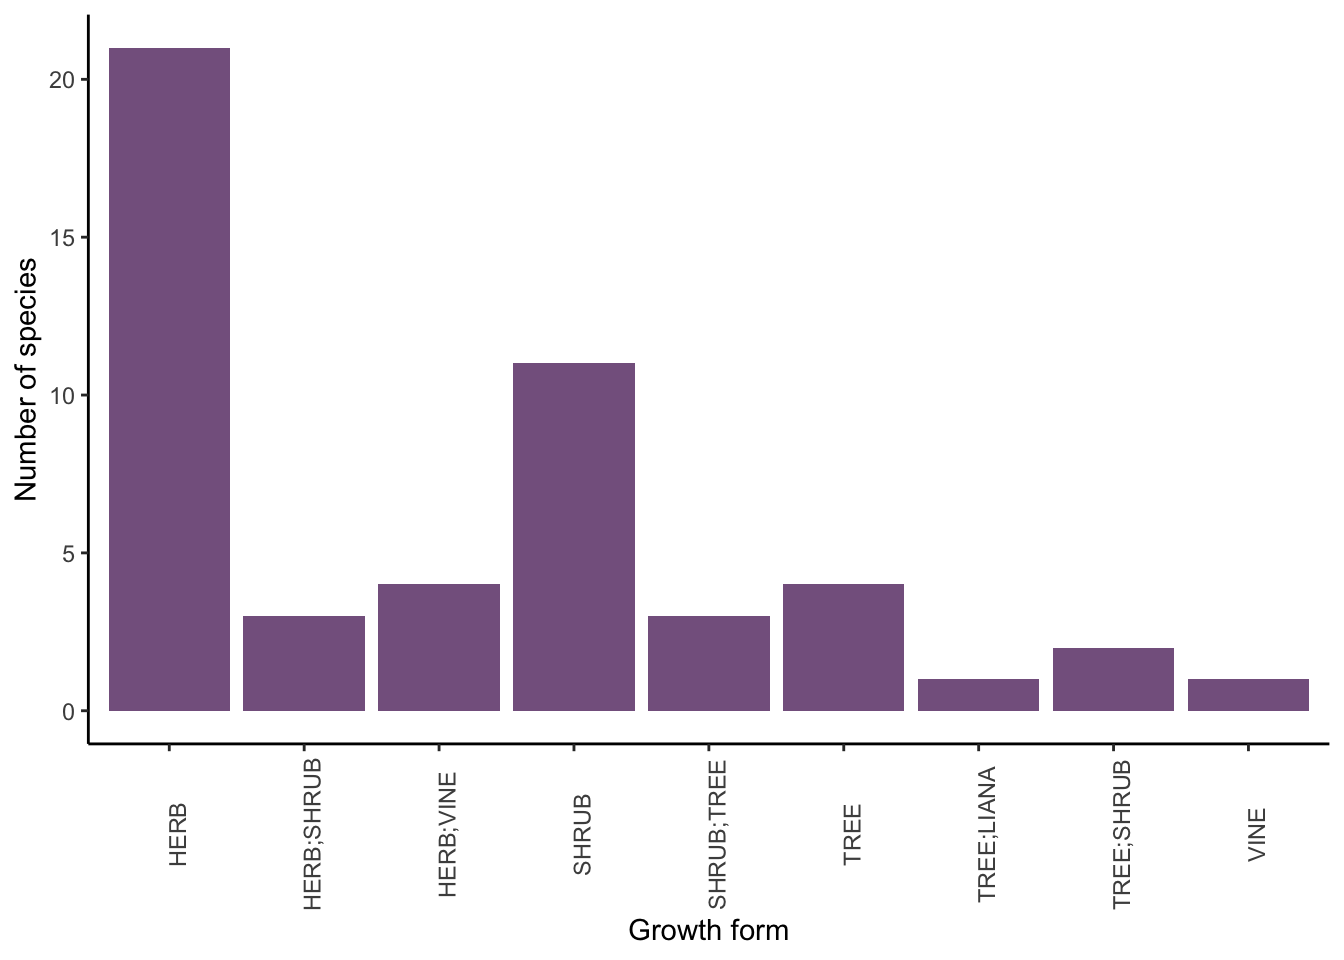 Number of species
20
15
10
5
0
HERB
HERB;SHRUB
HERB;VINE
SHRUB
SHRUB;TREE
TREE
TREE;LIANA
TREE;SHRUB
VINE
Growth form